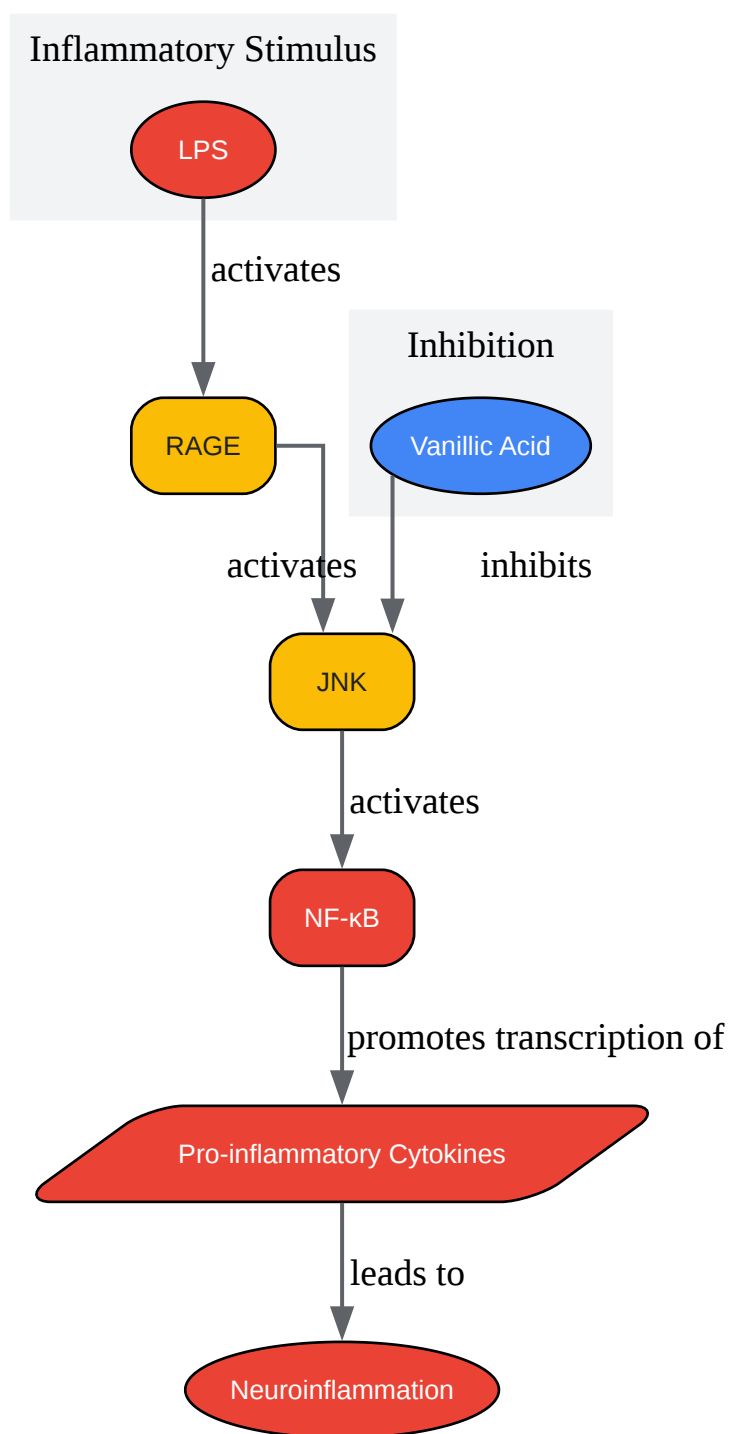 Inflammatory Stimulus
LPS
activates
Inhibition
RAGE
Vanillic Acid
activates
inhibits
JNK
activates
NF-κB
promotes transcription of
Pro-inflammatory Cytokines
leads to
Neuroinflammation